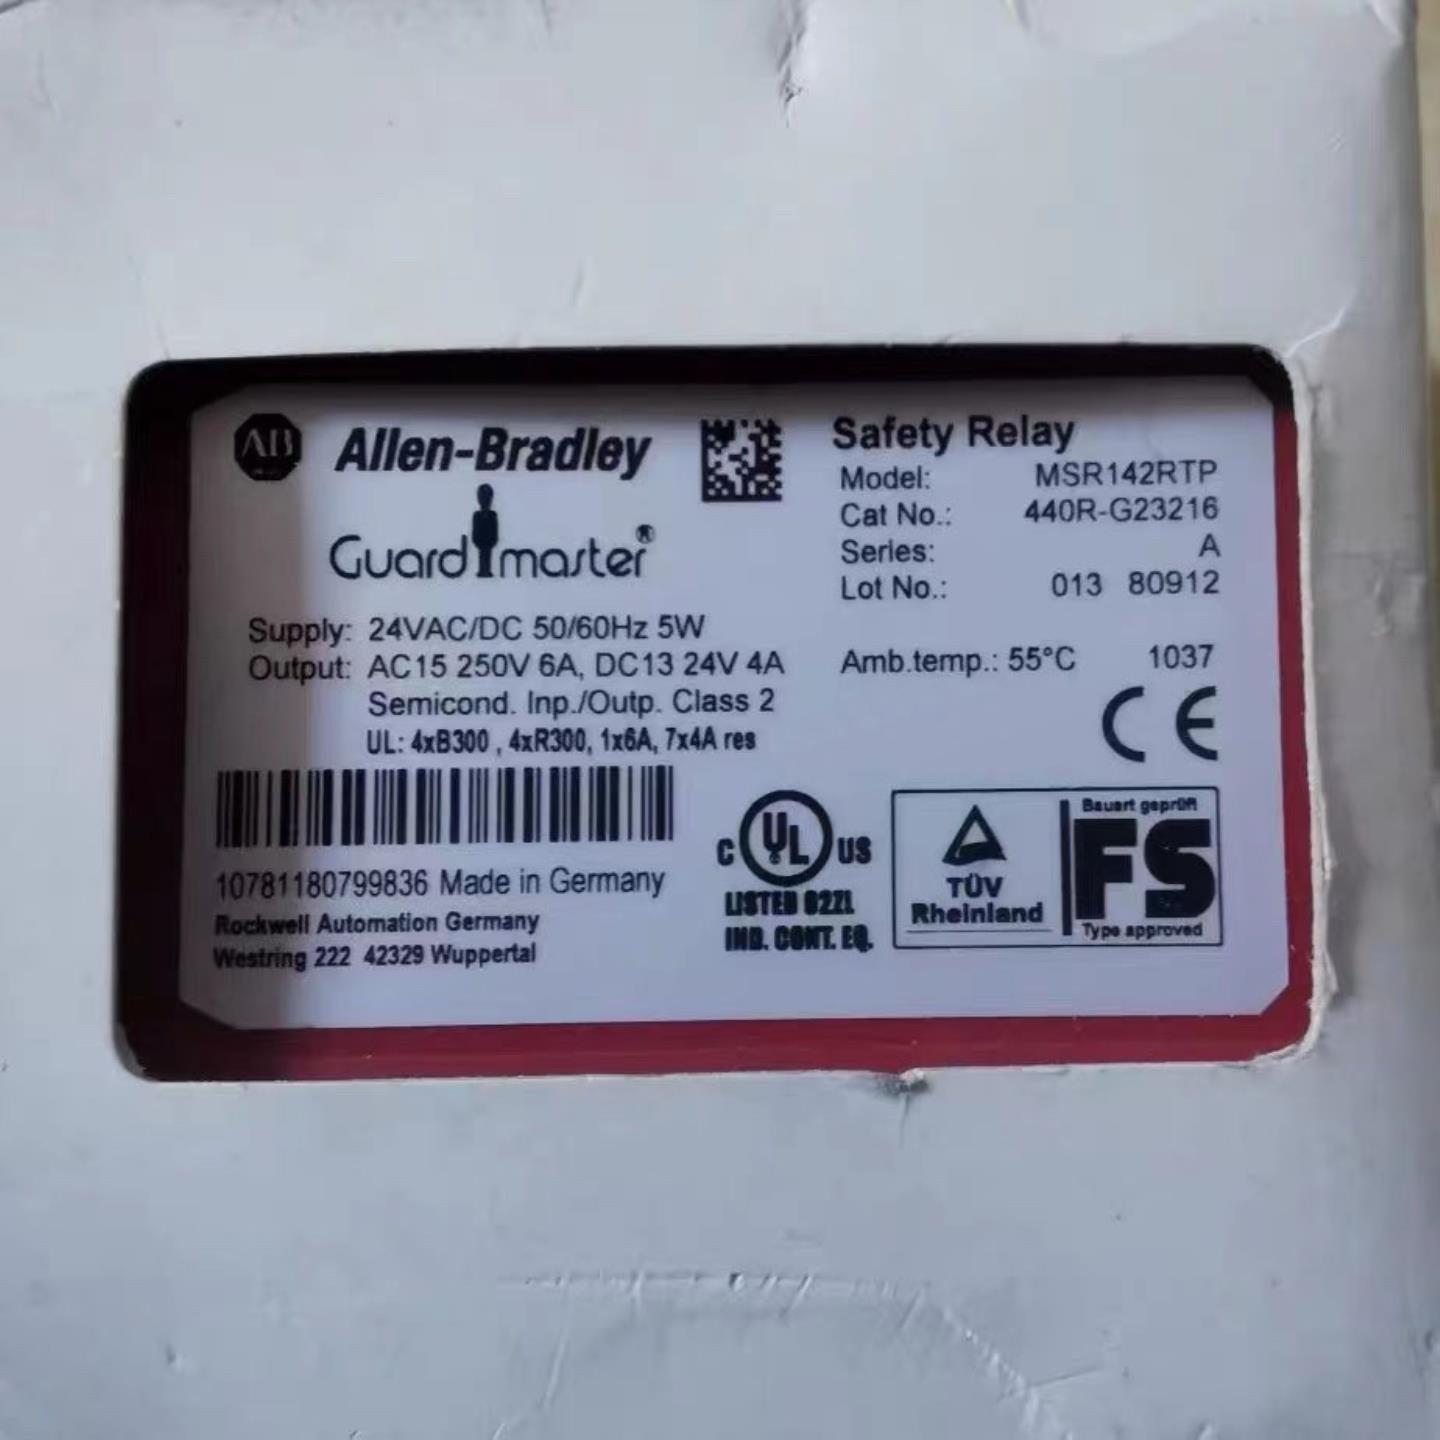 AB
Allen-Bradley
Guardmaster®
Safety Relay
Model: MSR142RTP
Cat No.: 440R-G23216
Series: A
Lot No.: 013 80912
Supply: 24VAC/DC 50/60Hz 5W
Output: AC15 250V 6A, DC13 24V 4A
Semicond. Inp./Outp. Class 2
UL: 4xB300 , 4xR300, 1x6A, 7x4A res
Amb.temp.: 55°C 1037
CE
10781180799836 Made in Germany
Rockwell Automation Germany
Westring 222 42329 Wuppertal
C UL US
LISTED 82ZL
IND. CONT. EQ.
TÜV
Rheinland
Bauart geprüft
FS
Type approved